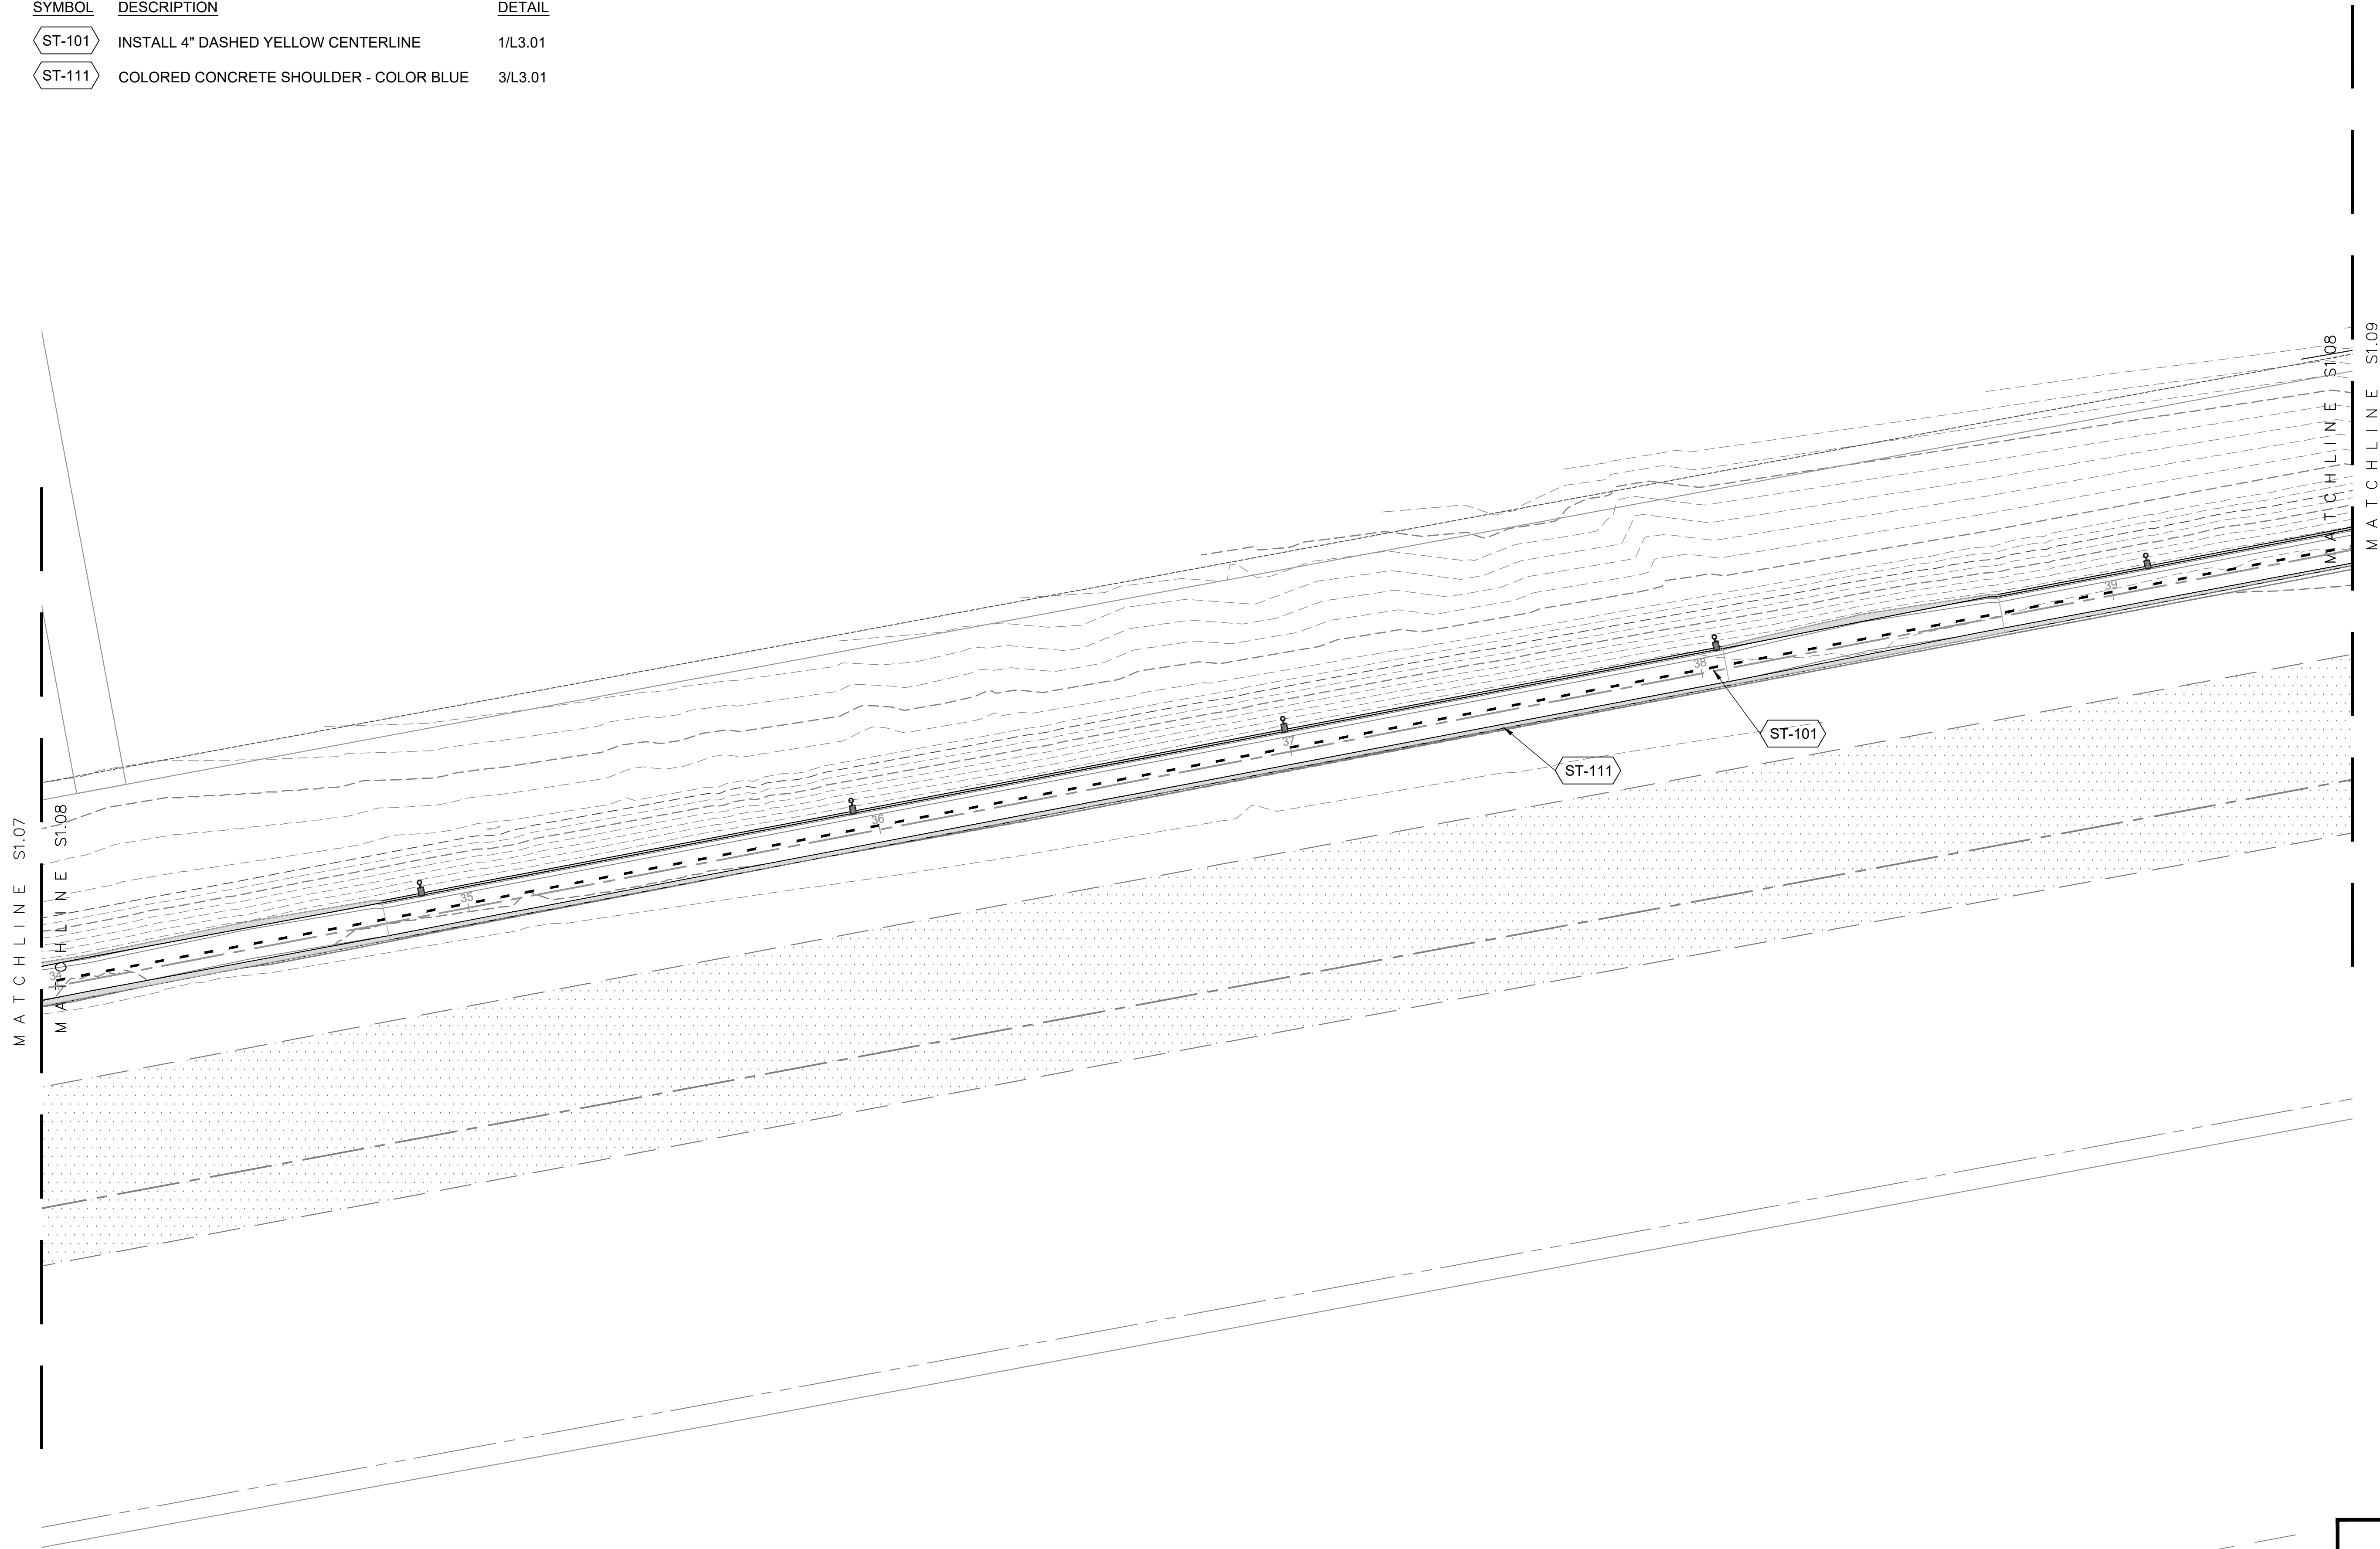 SYMBOL DESCRIPTION DETAIL
ST-101 INSTALL 4" DASHED YELLOW CENTERLINE 1/L3.01
ST-111 COLORED CONCRETE SHOULDER - COLOR BLUE 3/L3.01
MATCHLINE S1.08
MATCHLINE S1.09
39
38
ST-101
37
ST-111
36
35
34
MATCHLINE S1.07
MATCHLINE S1.08